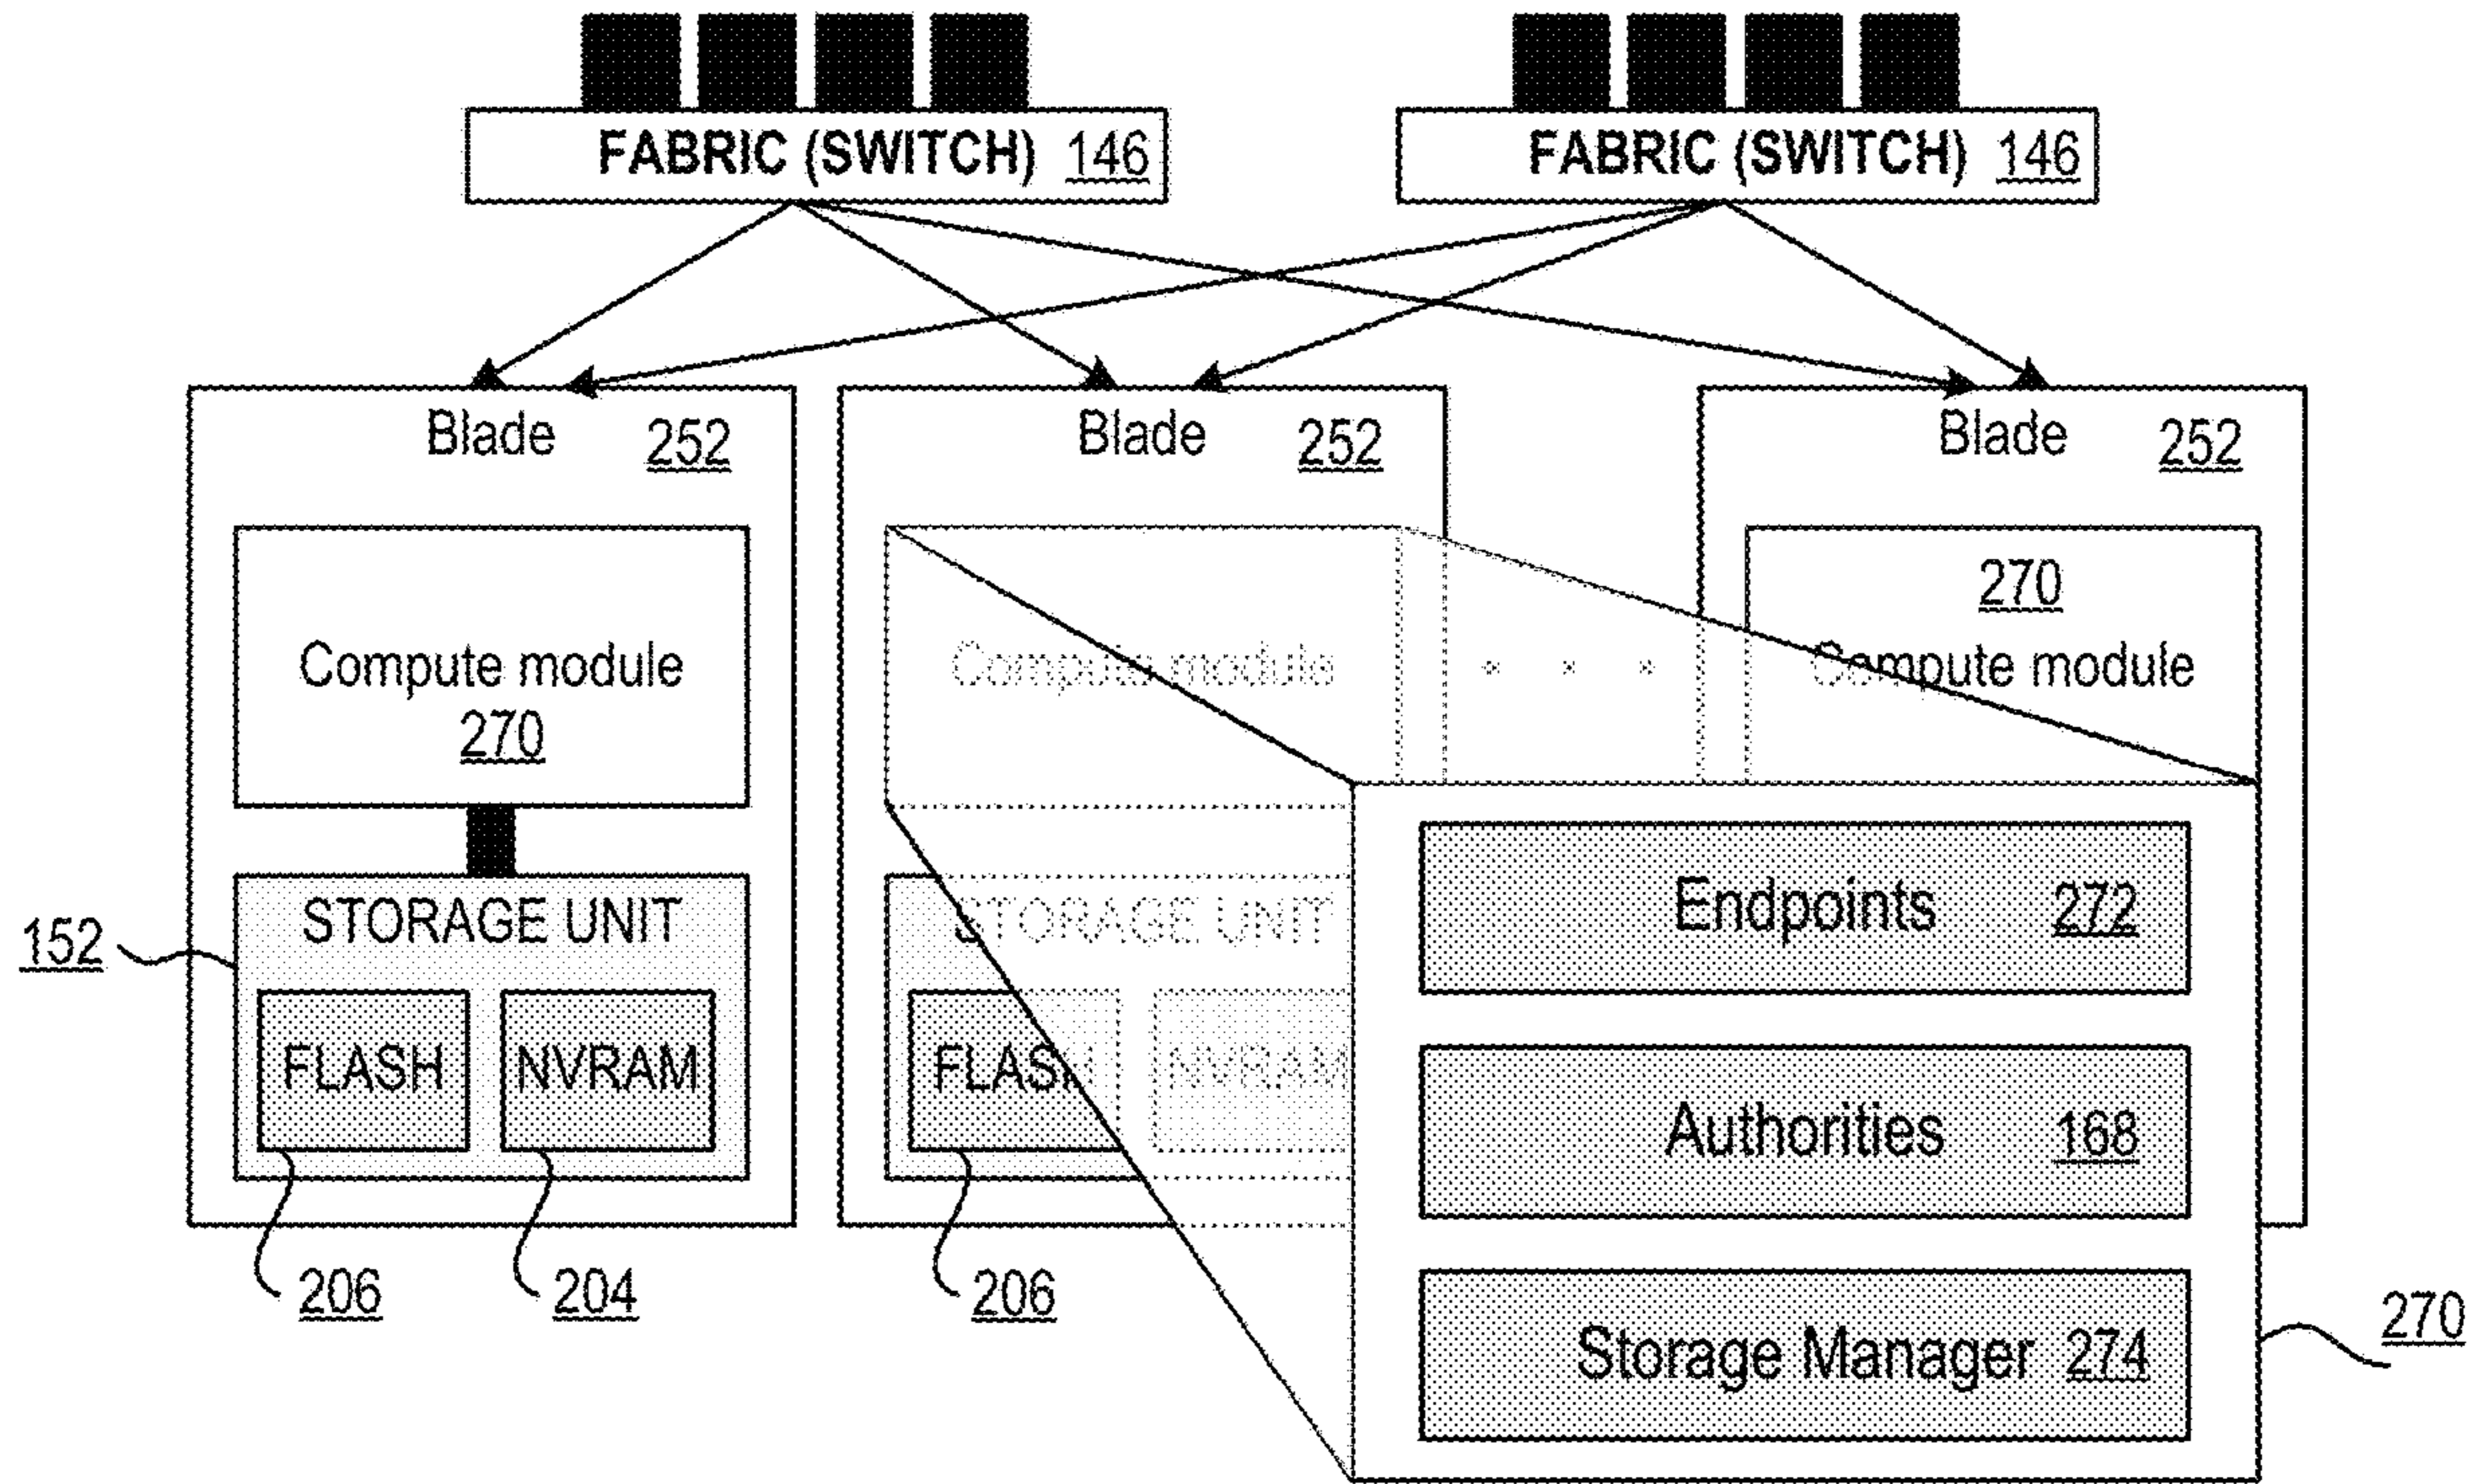 FABRIC (SWITCH) 146
FABRIC (SWITCH) 146
Blade 252
Blade 252
Blade 252
Compute module
270
Compute module
. . .
270
Compute module
152
STORAGE UNIT
FLASH
NVRAM
206
204
STORAGE UNIT
FLASH
NVRAM
206
Endpoints 272
Authorities 168
Storage Manager 274
270